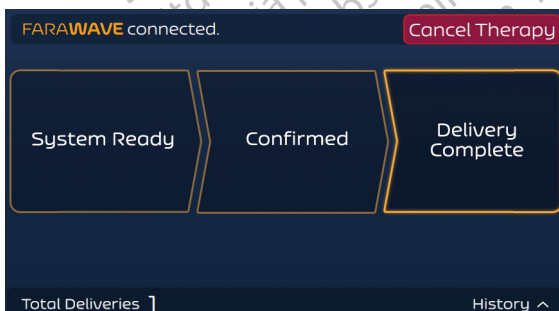 FARAWAVE connected.
Cancel Therapy
System Ready
Confirmed
Delivery
Complete
Total Deliveries 1
History